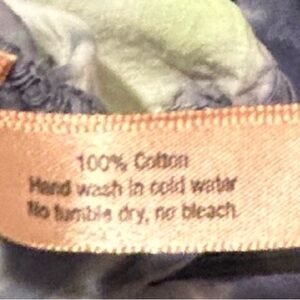 100% Cotton
Hand wash in cold water
No tumble dry, no bleach.